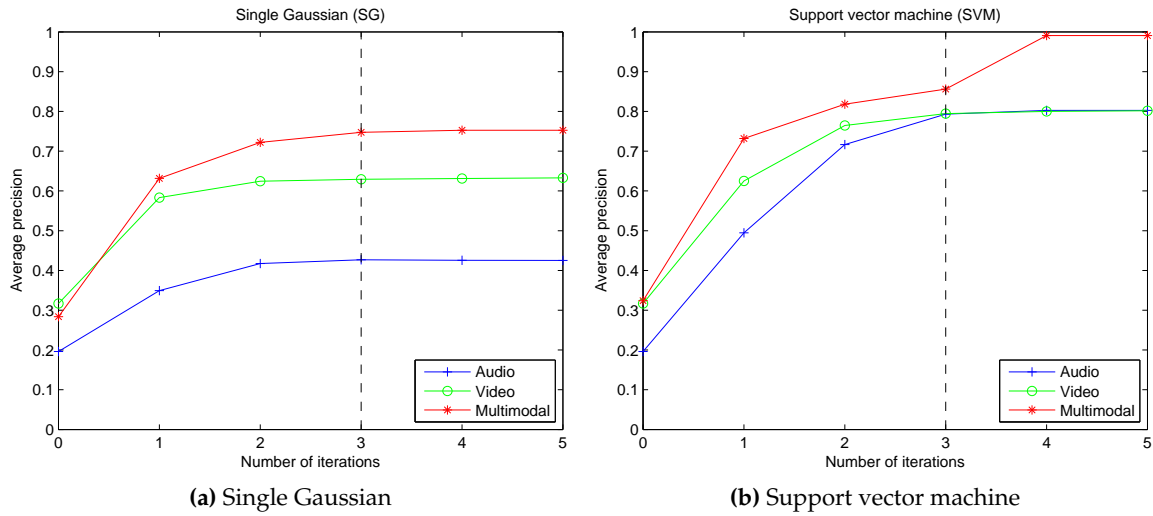 Single Gaussian (SG)
1
0.9
0.8
0.7
0.6
0.5
0.4
0.3
0.2
0.1
0
Average precision
0 1 2 3 4 5
Number of iterations
Audio
Video
Multimodal
(a) Single Gaussian
Support vector machine (SVM)
1
0.9
0.8
0.7
0.6
0.5
0.4
0.3
0.2
0.1
0
Average precision
0 1 2 3 4 5
Number of iterations
Audio
Video
Multimodal
(b) Support vector machine